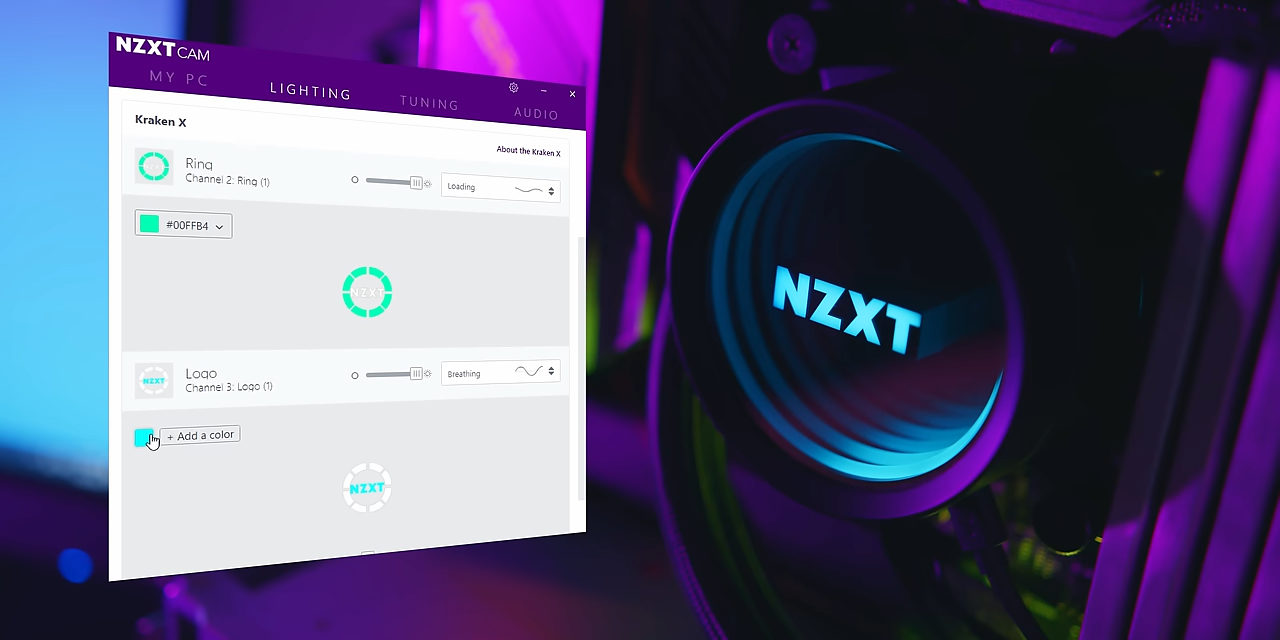 NZXT CAM
MY PC
LIGHTING
TUNING
AUDIO
Kraken X
About the Kraken X
Ring
Channel 2: Ring (1)
Loading
#00FFB4
NZXT
Logo
Channel 3: Logo (1)
Breathing
NZXT
+ Add a color
NZXT
NZXT